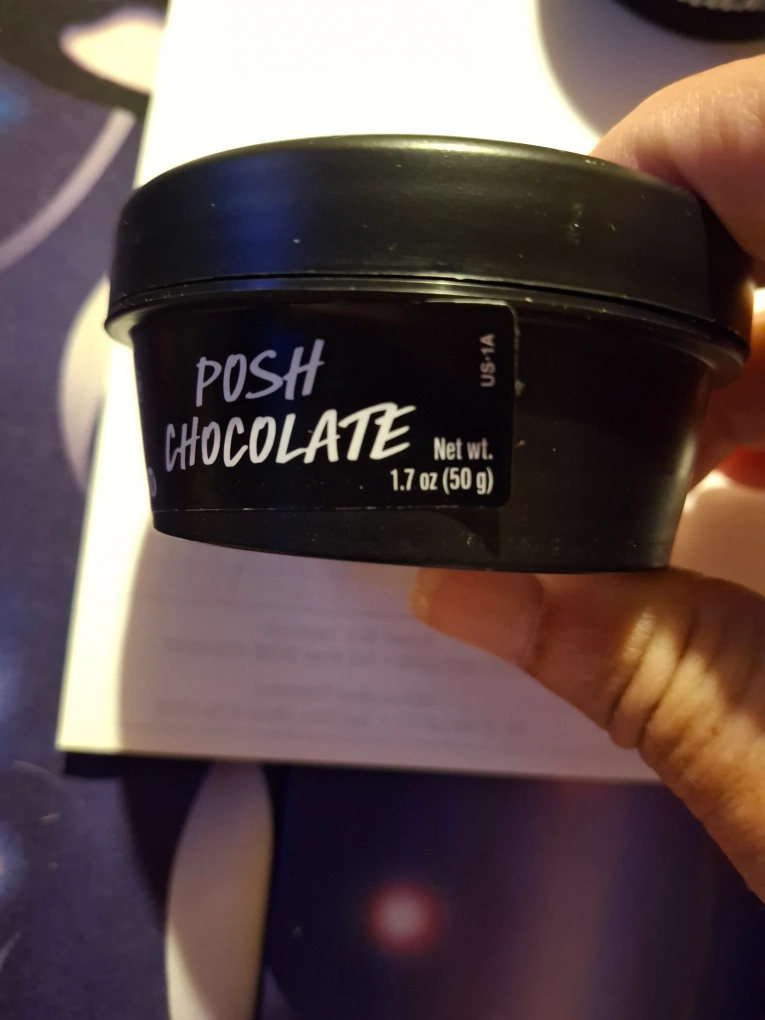 POSH
CHOCOLATE
Net wt.
1.7 oz (50 g)
US-1A